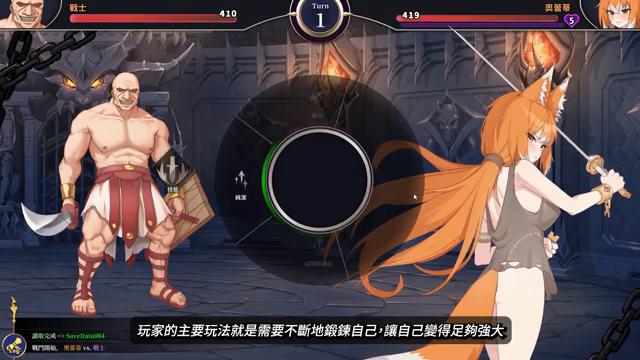 戰士
410
Turn
1
419
奧蕾蒂
5
技能
純潔
讀取完成 => SaveData004
戰鬥開始, 奧蕾蒂 vs. 戰士
玩家的主要玩法就是需要不斷地鍛鍊自己,讓自己變得足夠強大